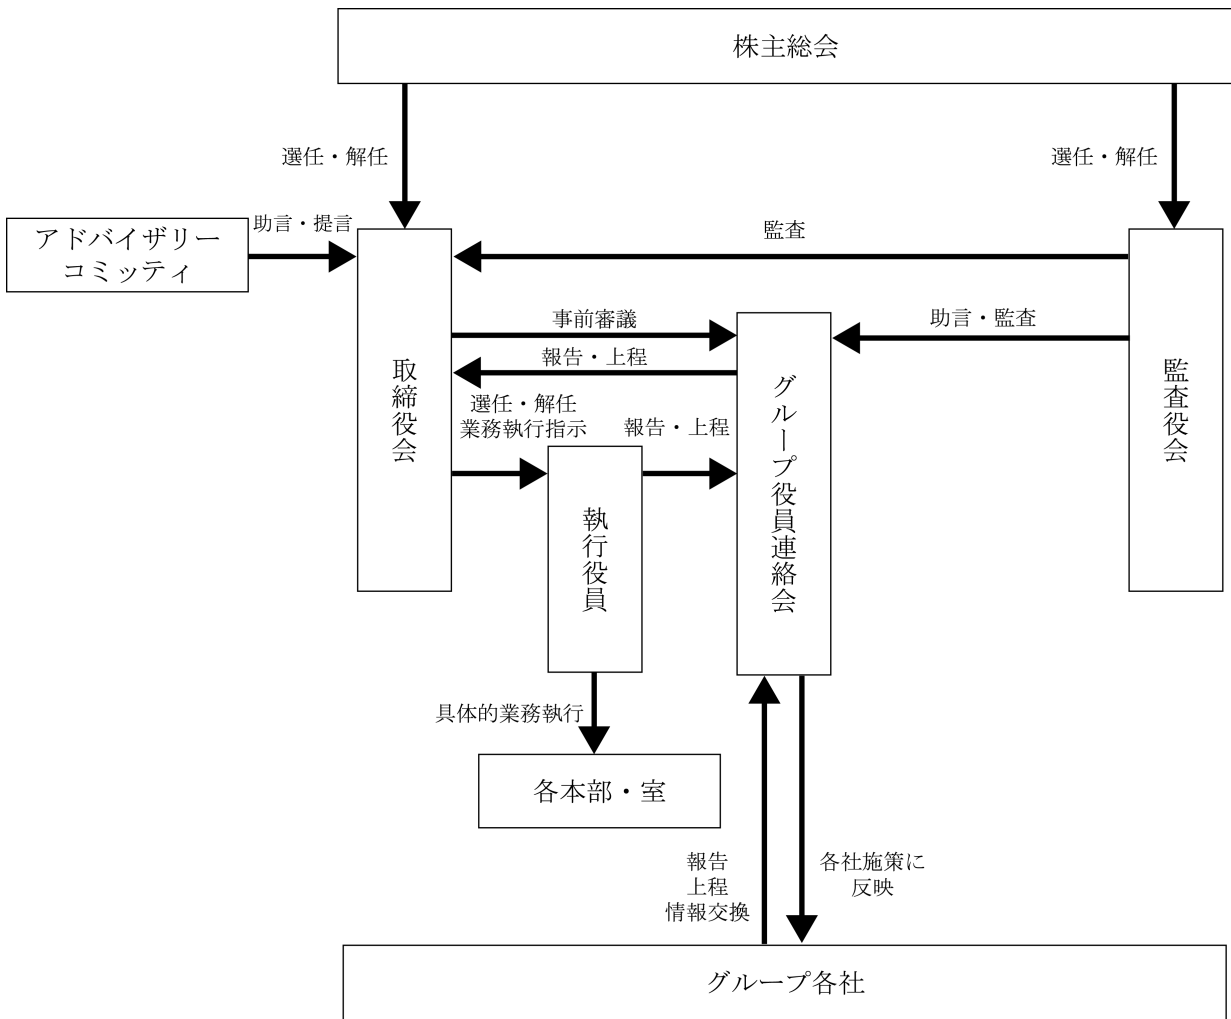 株主総会
選任・解任
選任・解任
助言・提言
アドバイザリー
コミッティ
監査
事前審議
助言・監査
報告・上程
取締役会
監査役会
グループ役員連絡会
選任・解任
業務執行指示
報告・上程
執行役員
具体的業務執行
各本部・室
報告
上程
情報交換
各社施策に
反映
グループ各社